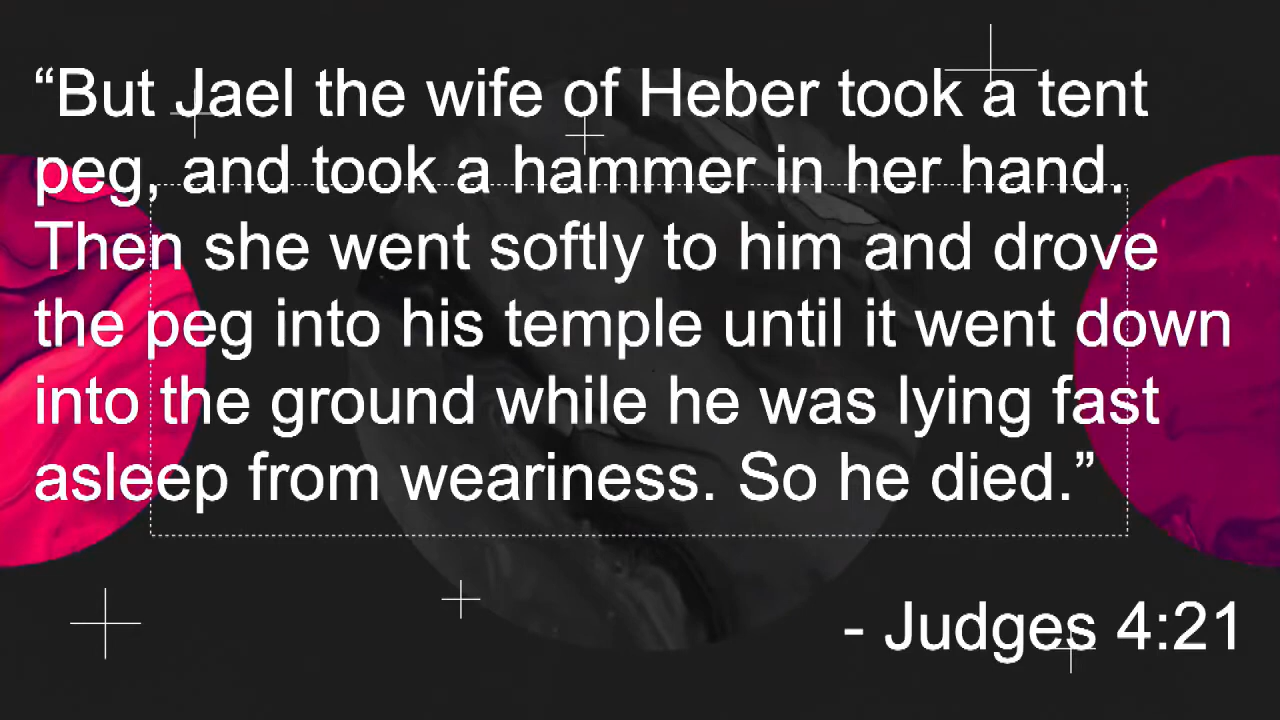 “But Jael the wife of Heber took a tent
peg, and took a hammer in her hand.
Then she went softly to him and drove
the peg into his temple until it went down
into the ground while he was lying fast
asleep from weariness. So he died.”
- Judges 4:21